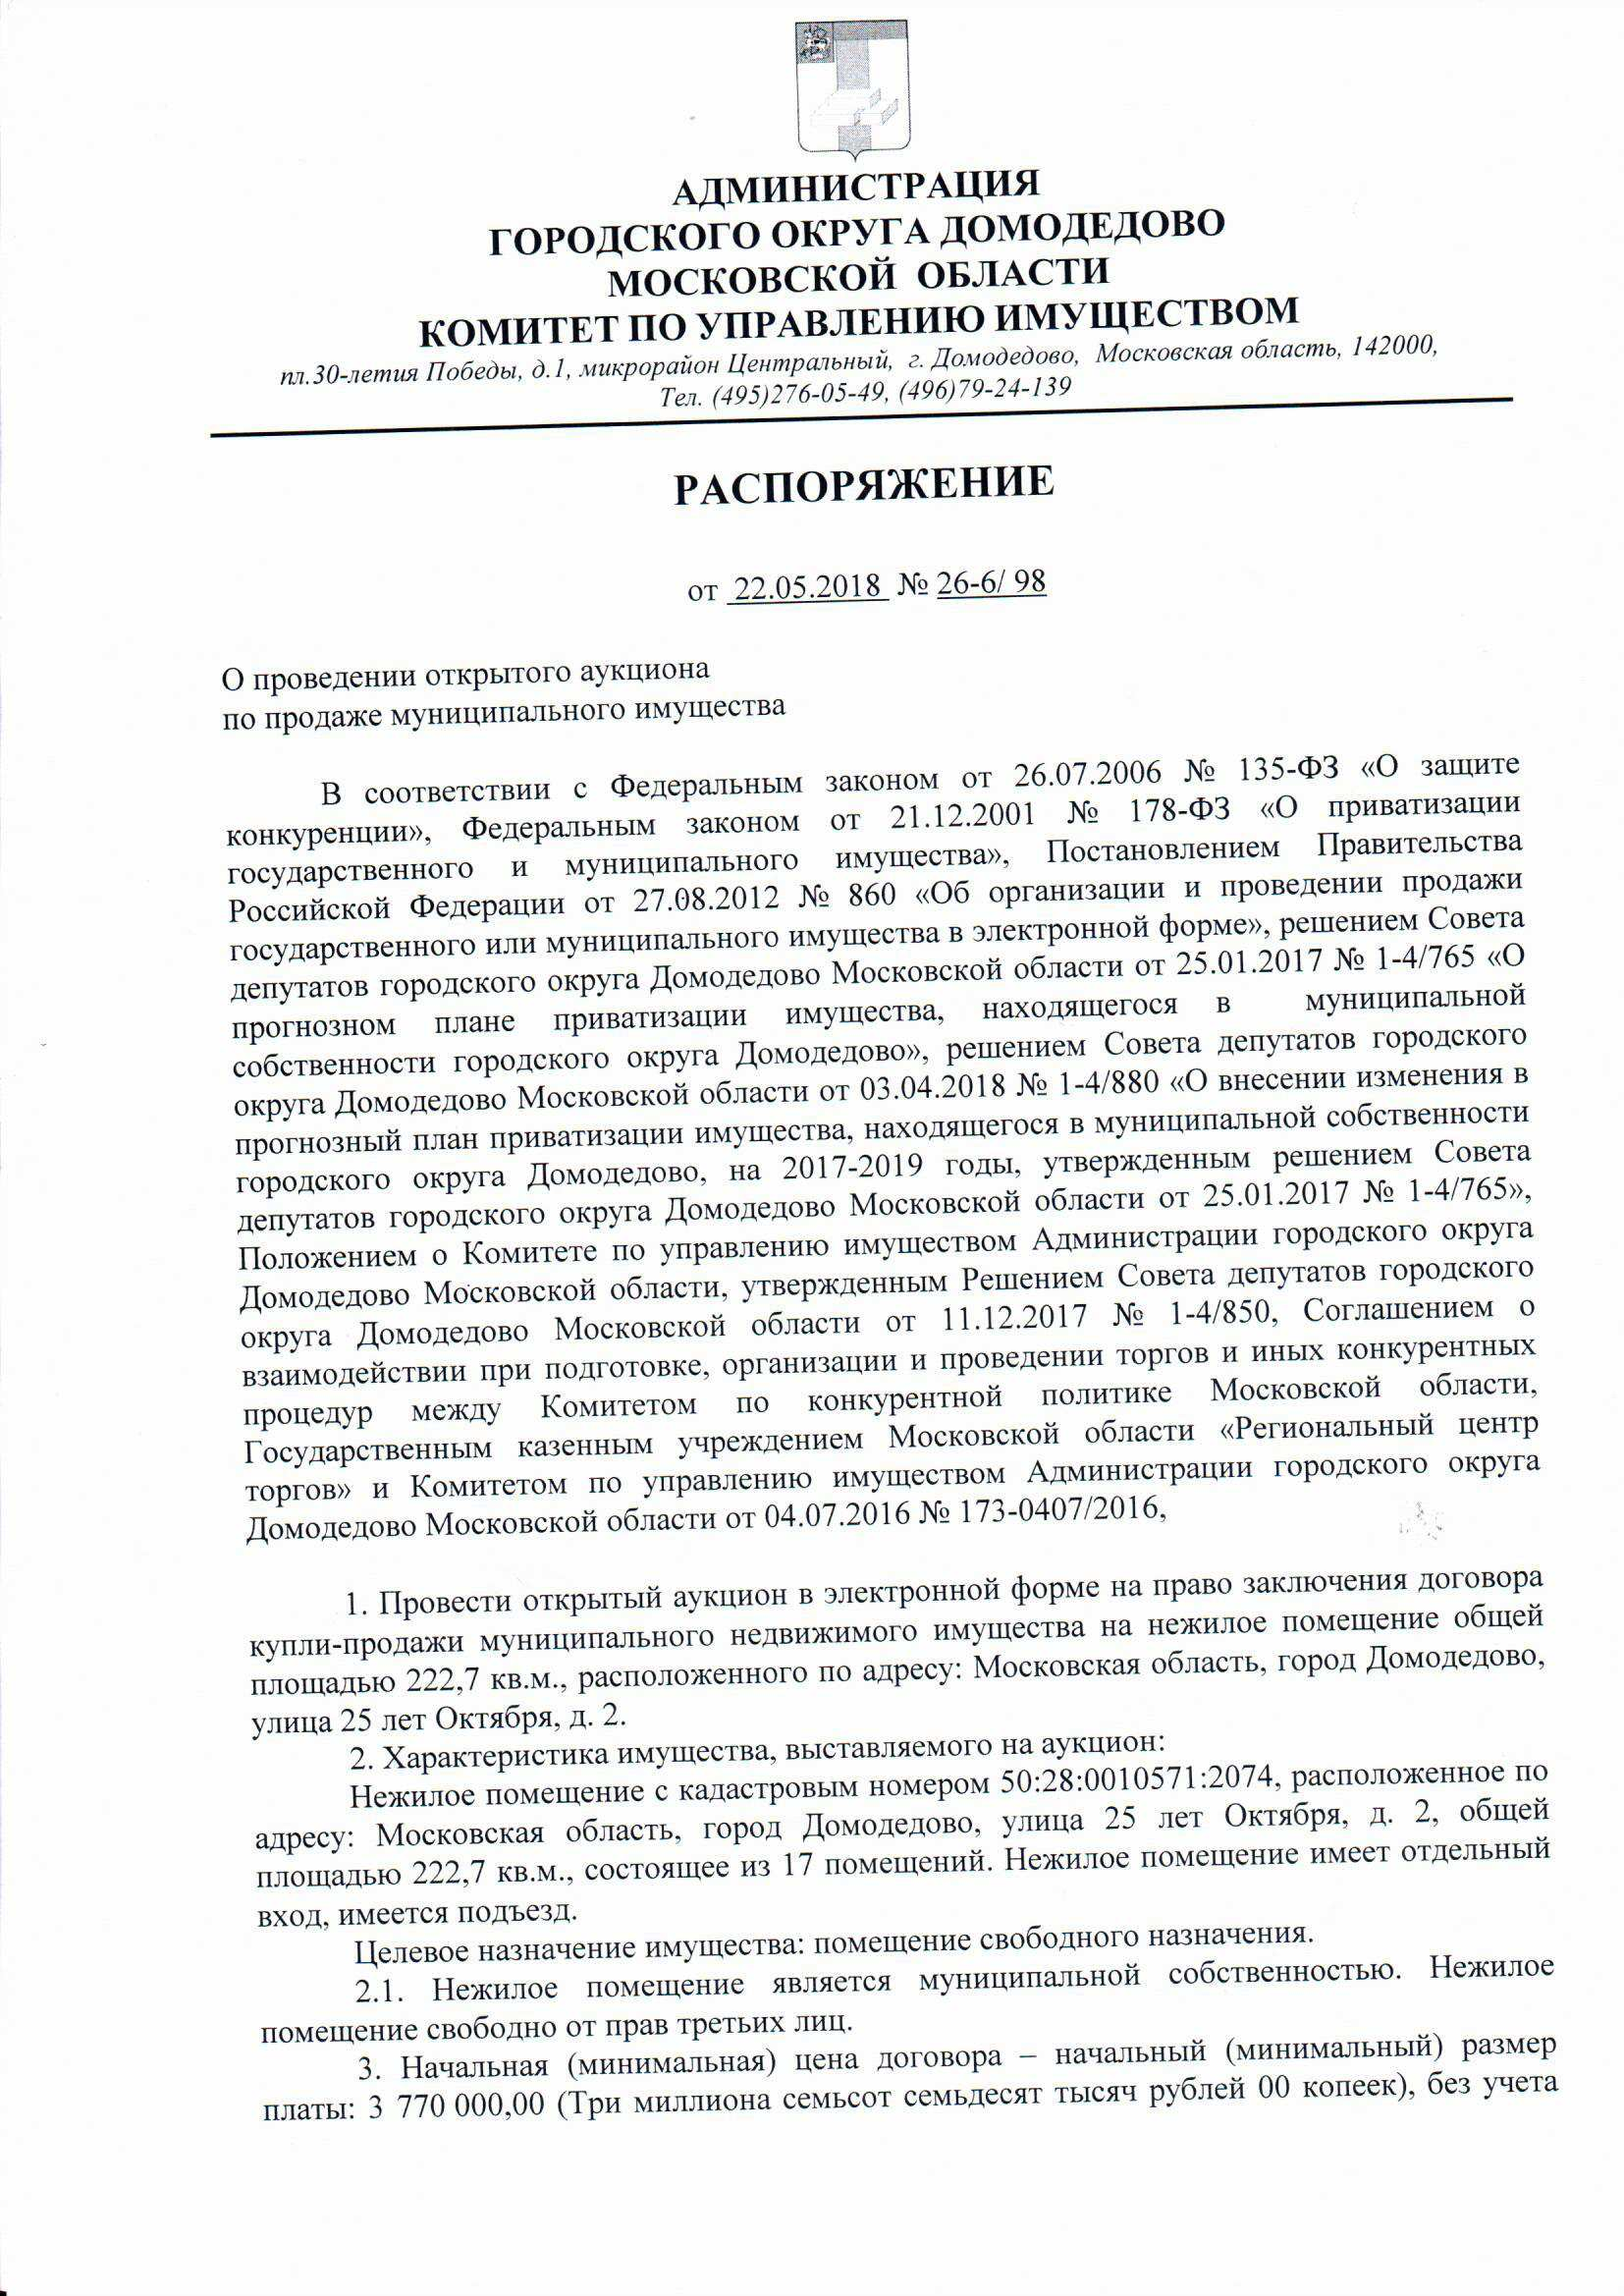 АДМИНИСТРАЦИЯ
ГОРОДСКОГО ОКРУГА ДОМОДЕДОВО
МОСКОВСКОЙ ОБЛАСТИ
КОМИТЕТ ПО УПРАВЛЕНИЮ ИМУЩЕСТВОМ
пл.30-летия Победы, д.1, микрорайон Центральный, г. Домодедово, Московская область, 142000,
Тел. (495)276-05-49, (496)79-24-139
РАСПОРЯЖЕНИЕ
от 22.05.2018 № 26-6/ 98
О проведении открытого аукциона
по продаже муниципального имущества
В соответствии с Федеральным законом от 26.07.2006 № 135-ФЗ «О защите
конкуренции», Федеральным законом от 21.12.2001 № 178-ФЗ «О приватизации
государственного и муниципального имущества», Постановлением Правительства
Российской Федерации от 27.08.2012 № 860 «Об организации и проведении продажи
государственного или муниципального имущества в электронной форме», решением Совета
депутатов городского округа Домодедово Московской области от 25.01.2017 № 1-4/765 «О
прогнозном плане приватизации имущества, находящегося в муниципальной
собственности городского округа Домодедово», решением Совета депутатов городского
округа Домодедово Московской области от 03.04.2018 № 1-4/880 «О внесении изменения в
прогнозный план приватизации имущества, находящегося в муниципальной собственности
городского округа Домодедово, на 2017-2019 годы, утвержденным решением Совета
депутатов городского округа Домодедово Московской области от 25.01.2017 № 1-4/765»,
Положением о Комитете по управлению имуществом Администрации городского округа
Домодедово Московской области, утвержденным Решением Совета депутатов городского
округа Домодедово Московской области от 11.12.2017 № 1-4/850, Соглашением о
взаимодействии при подготовке, организации и проведении торгов и иных конкурентных
процедур между Комитетом по конкурентной политике Московской области,
Государственным казенным учреждением Московской области «Региональный центр
торгов» и Комитетом по управлению имуществом Администрации городского округа
Домодедово Московской области от 04.07.2016 № 173-0407/2016,
1. Провести открытый аукцион в электронной форме на право заключения договора
купли-продажи муниципального недвижимого имущества на нежилое помещение общей
площадью 222,7 кв.м., расположенного по адресу: Московская область, город Домодедово,
улица 25 лет Октября, д. 2.
2. Характеристика имущества, выставляемого на аукцион:
Нежилое помещение с кадастровым номером 50:28:0010571:2074, расположенное по
адресу: Московская область, город Домодедово, улица 25 лет Октября, д. 2, общей
площадью 222,7 кв.м., состоящее из 17 помещений. Нежилое помещение имеет отдельный
вход, имеется подъезд.
Целевое назначение имущества: помещение свободного назначения.
2.1. Нежилое помещение является муниципальной собственностью. Нежилое
помещение свободно от прав третьих лиц.
3. Начальная (минимальная) цена договора – начальный (минимальный) размер
платы: 3 770 000,00 (Три миллиона семьсот семьдесят тысяч рублей 00 копеек), без учета